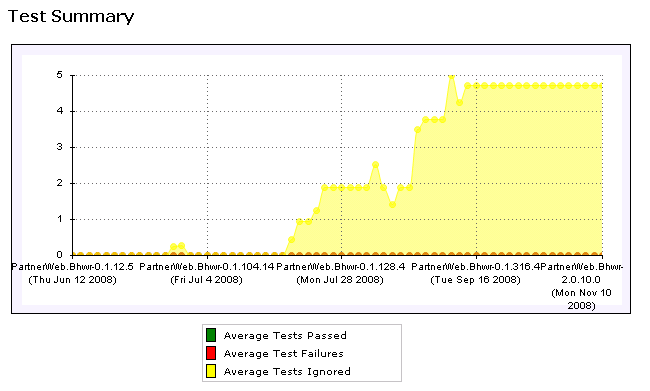 Test Summary
5
4
3
2
1
0
PartnerWeb.Bhwr-0.1.12.5
(Thu Jun 12 2008)
PartnerWeb.Bhwr-0.1.104.14
(Fri Jul 4 2008)
PartnerWeb.Bhwr-0.1.128.4
(Mon Jul 28 2008)
PartnerWeb.Bhwr-0.1.316.4
(Tue Sep 16 2008)
PartnerWeb.Bhwr-
2.0.10.0
(Mon Nov 10
2008)
Average Tests Passed
Average Test Failures
Average Tests Ignored